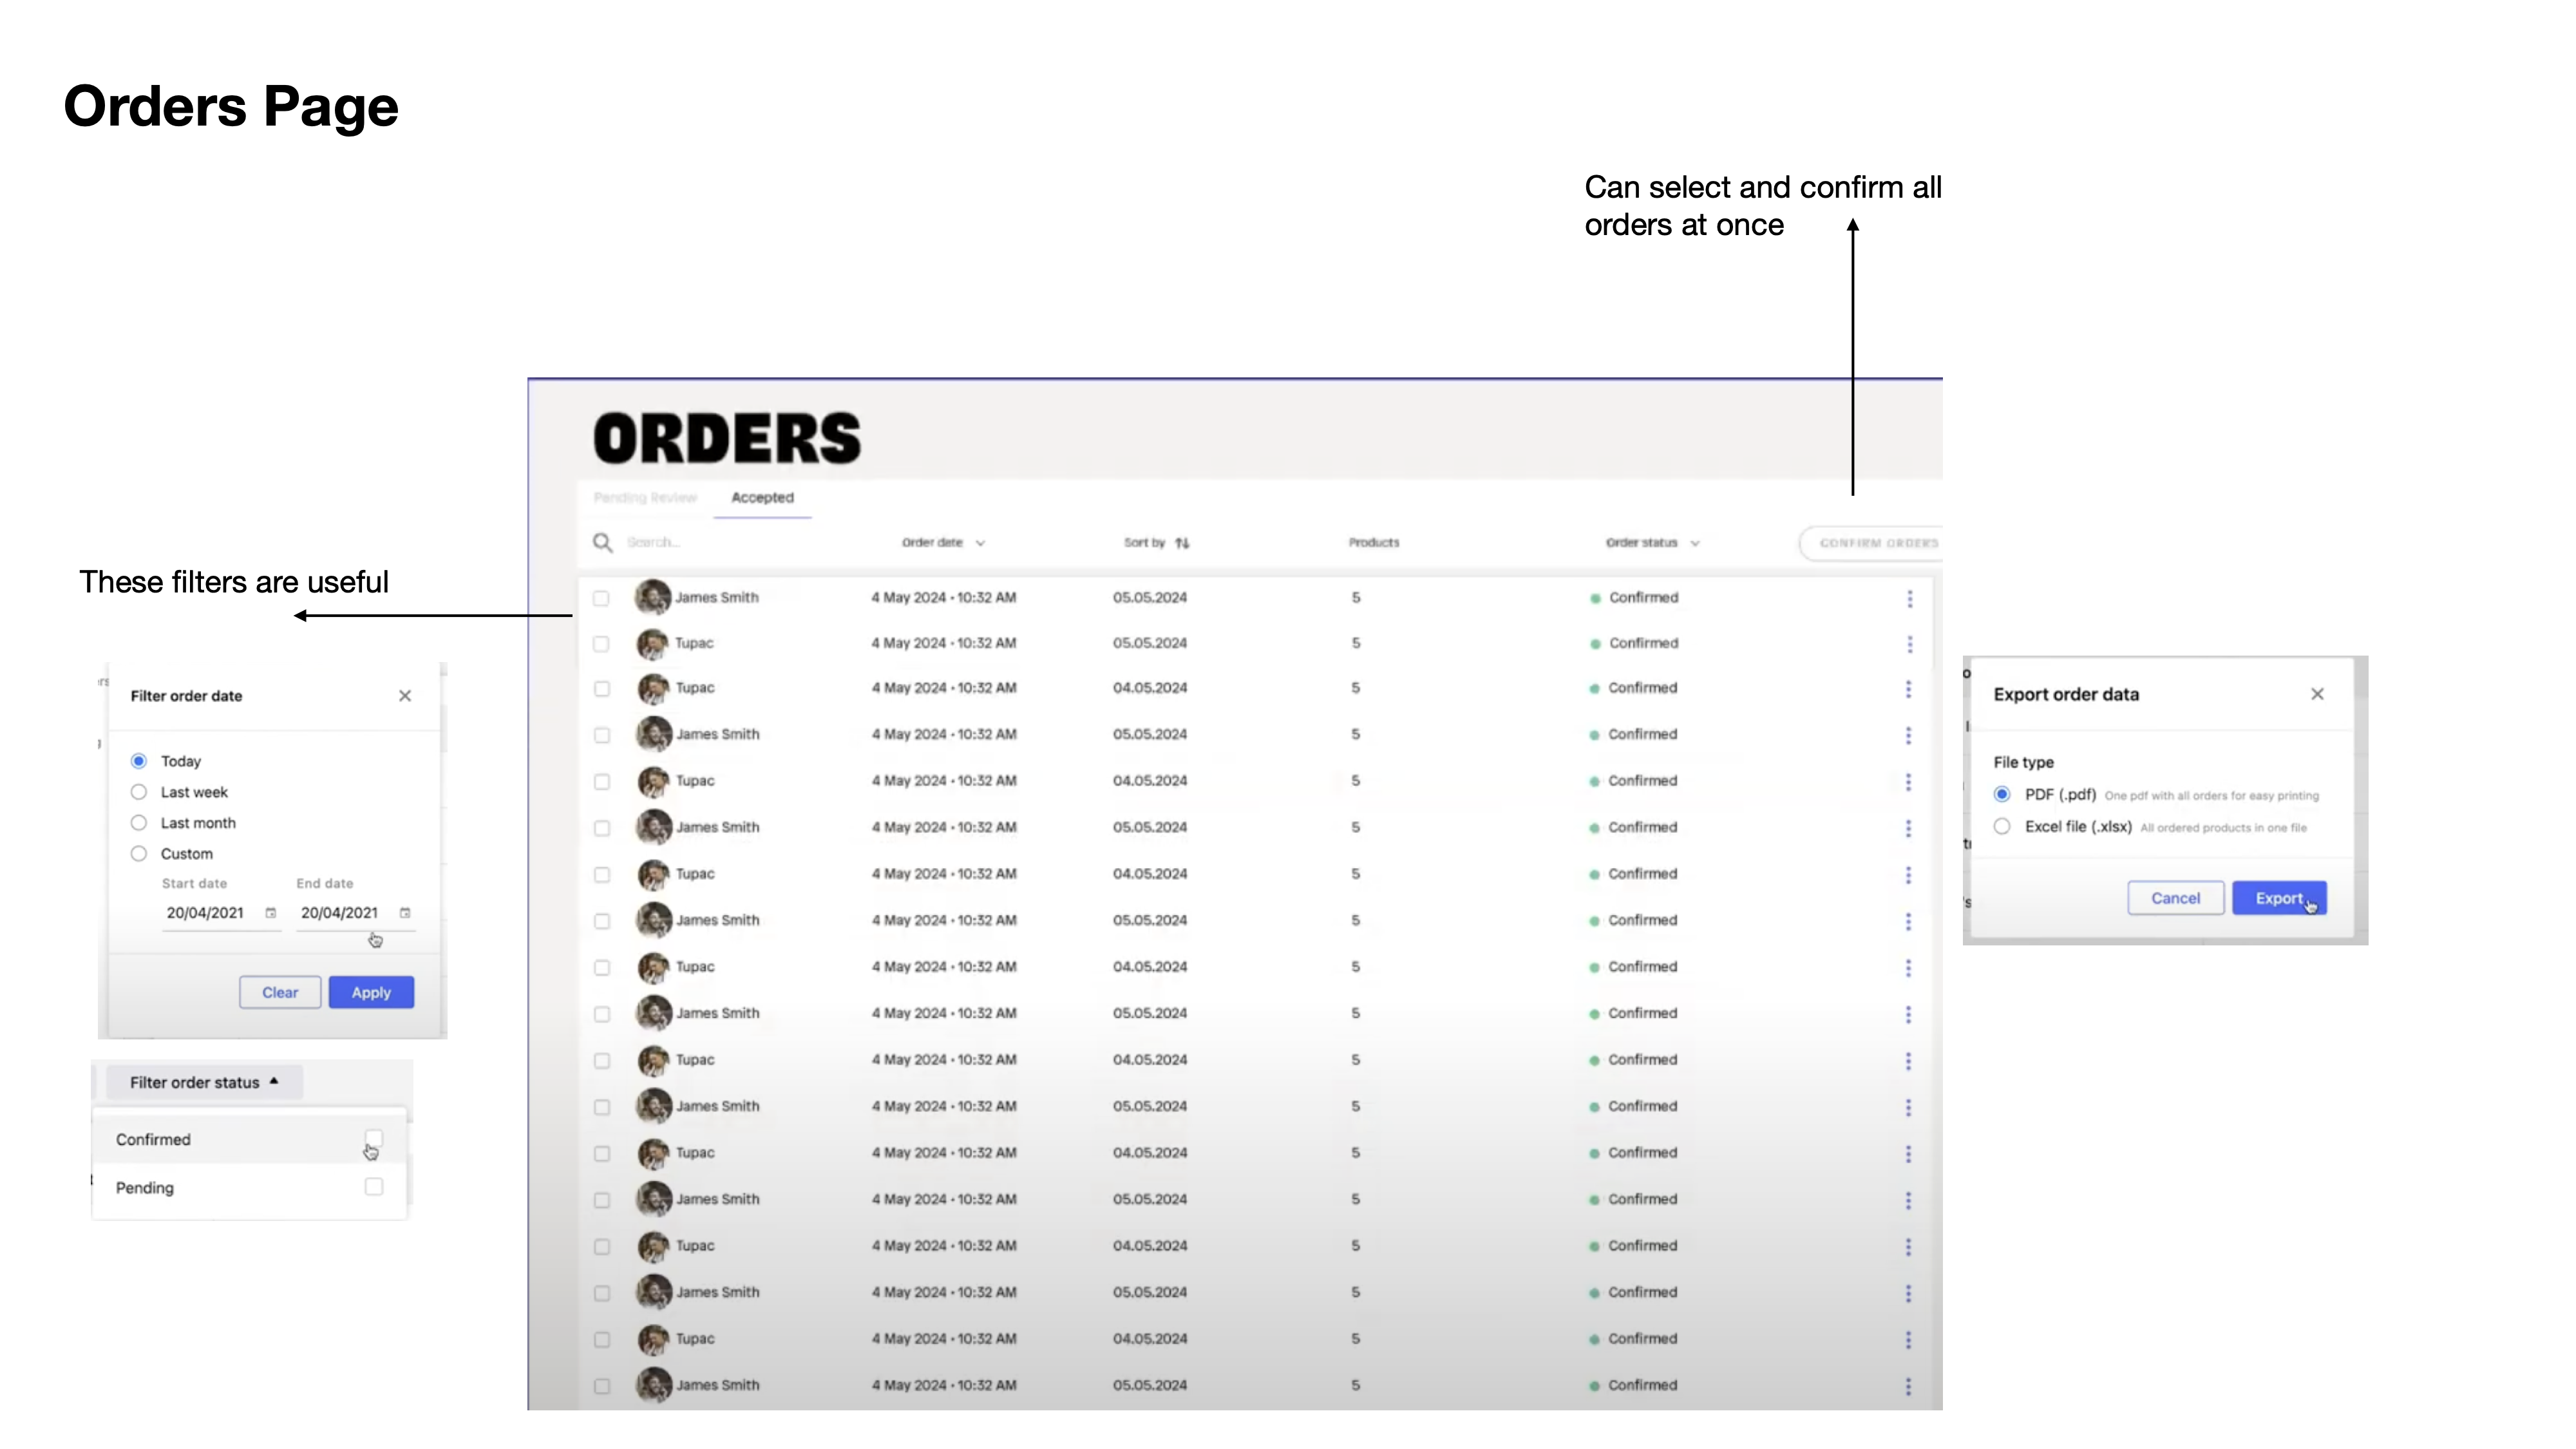 Orders Page
Can select and confirm all
orders at once
ORDERS
Pending Review Accepted
Search... Order date Sort by Products Order status CONFIRM ORDERS
These filters are useful
James Smith 4 May 2024 • 10:32 AM 05.05.2024 5 Confirmed
Tupac 4 May 2024 • 10:32 AM 05.05.2024 5 Confirmed
Tupac 4 May 2024 • 10:32 AM 04.05.2024 5 Confirmed
James Smith 4 May 2024 • 10:32 AM 05.05.2024 5 Confirmed
Tupac 4 May 2024 • 10:32 AM 04.05.2024 5 Confirmed
James Smith 4 May 2024 • 10:32 AM 05.05.2024 5 Confirmed
Tupac 4 May 2024 • 10:32 AM 04.05.2024 5 Confirmed
James Smith 4 May 2024 • 10:32 AM 05.05.2024 5 Confirmed
Tupac 4 May 2024 • 10:32 AM 04.05.2024 5 Confirmed
James Smith 4 May 2024 • 10:32 AM 05.05.2024 5 Confirmed
Tupac 4 May 2024 • 10:32 AM 04.05.2024 5 Confirmed
James Smith 4 May 2024 • 10:32 AM 05.05.2024 5 Confirmed
Tupac 4 May 2024 • 10:32 AM 04.05.2024 5 Confirmed
James Smith 4 May 2024 • 10:32 AM 05.05.2024 5 Confirmed
Tupac 4 May 2024 • 10:32 AM 04.05.2024 5 Confirmed
James Smith 4 May 2024 • 10:32 AM 05.05.2024 5 Confirmed
Tupac 4 May 2024 • 10:32 AM 04.05.2024 5 Confirmed
James Smith 4 May 2024 • 10:32 AM 05.05.2024 5 Confirmed
Filter order date
Today
Last week
Last month
Custom
Start date End date
20/04/2021 20/04/2021
Clear Apply
Filter order status
Confirmed
Pending
Export order data
File type
PDF (.pdf) One pdf with all orders for easy printing
Excel file (.xlsx) All ordered products in one file
Cancel Export